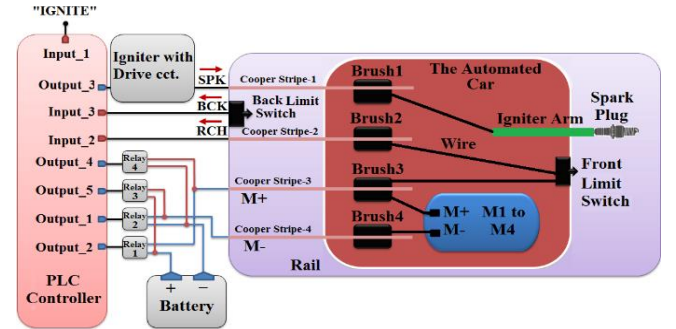 "IGNITE"
Input_1
Output_3
Input_3
Input_2
Output_4
Output_5
Output_1
Output_2
PLC
Controller
Igniter with
Drive cct.
SPK
BCK
RCH
Relay
4
Relay
3
Relay
2
Relay
1
+ −
Battery
Cooper Stripe-1
Back Limit
Switch
Cooper Stripe-2
Cooper Stripe-3
M+
Cooper Stripe-4
M-
Rail
Brush1
Brush2
Brush3
Brush4
The Automated
Car
Igniter Arm
Wire
M+ M1 to
M- M4
Spark
Plug
Front
Limit
Switch